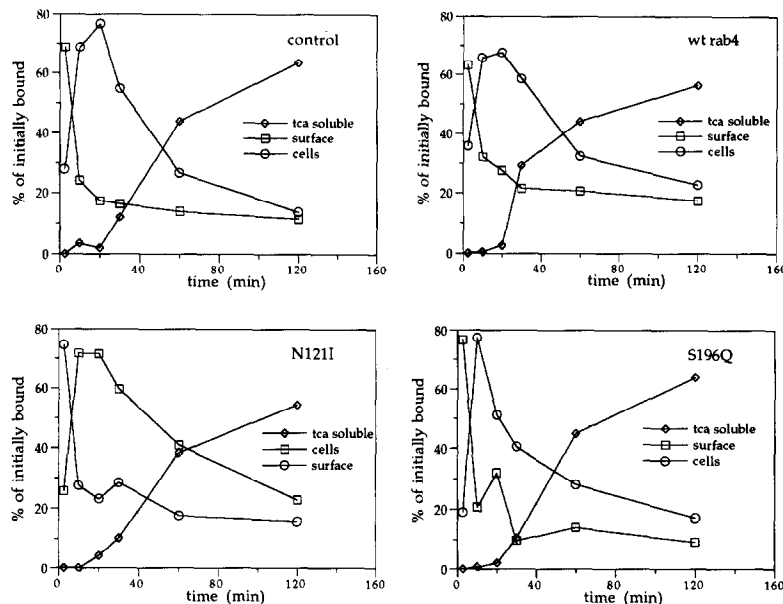 control
% of initially bound
80
60
40
20
0
tca soluble
surface
cells
0 40 80 120 160
time (min)
wt rab4
% of initially bound
80
60
40
20
0
tca soluble
surface
cells
0 40 80 120 160
time (min)
N121I
% of initially bound
80
60
40
20
0
tca soluble
cells
surface
0 40 80 120 160
time (min)
S196Q
% of initially bound
80
60
40
20
0
tca soluble
surface
cells
0 40 80 120 160
time (min)